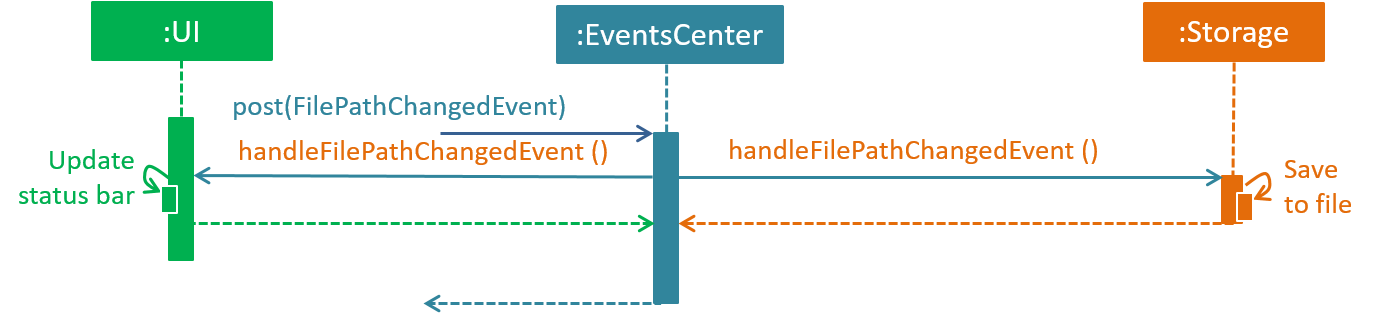 :UI
:EventsCenter
:Storage
post(FilePathChangedEvent)
handleFilePathChangedEvent ()
handleFilePathChangedEvent ()
Update
status bar
Save
to file